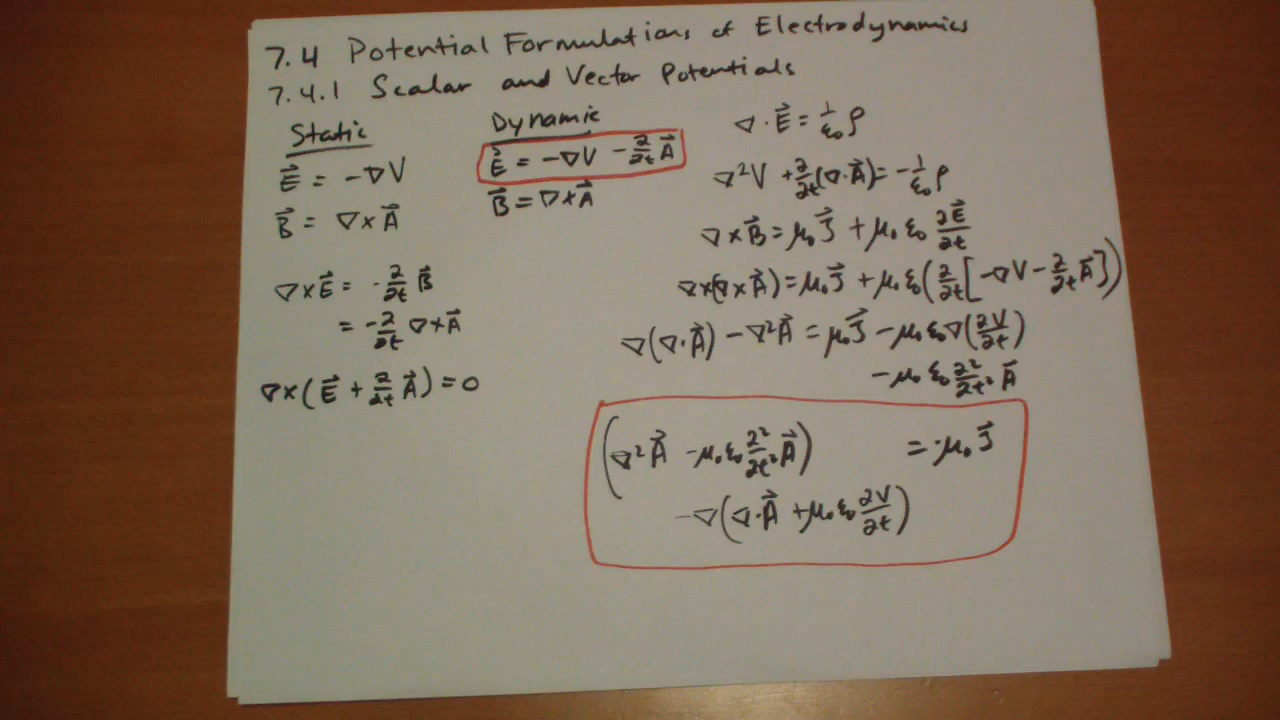 7.4 Potential Formulations of Electrodynamics
7.4.1 Scalar and Vector Potentials
Static
E⃗ = -∇V
B⃗ = ∇×A⃗
∇×E⃗ = -∂/∂t B⃗
= -∂/∂t ∇×A⃗
∇×(E⃗ + ∂/∂t A⃗) = 0
Dynamic
E⃗ = -∇V - ∂/∂t A⃗
B⃗ = ∇×A⃗
∇·E⃗ = 1/ε₀ ρ
∇²V + ∂/∂t(∇·A⃗) = -1/ε₀ ρ
∇×B⃗ = μ₀J⃗ + μ₀ε₀ ∂E⃗/∂t
∇×(∇×A⃗) = μ₀J⃗ + μ₀ε₀(∂/∂t[-∇V - ∂/∂t A⃗])
∇(∇·A⃗) - ∇²A⃗ = μ₀J⃗ - μ₀ε₀∇(∂V/∂t)
- μ₀ε₀ ∂²/∂t² A⃗
(∇²A⃗ - μ₀ε₀ ∂²/∂t² A⃗) = -μ₀J⃗
-∇(∇·A⃗ + μ₀ε₀ ∂V/∂t)